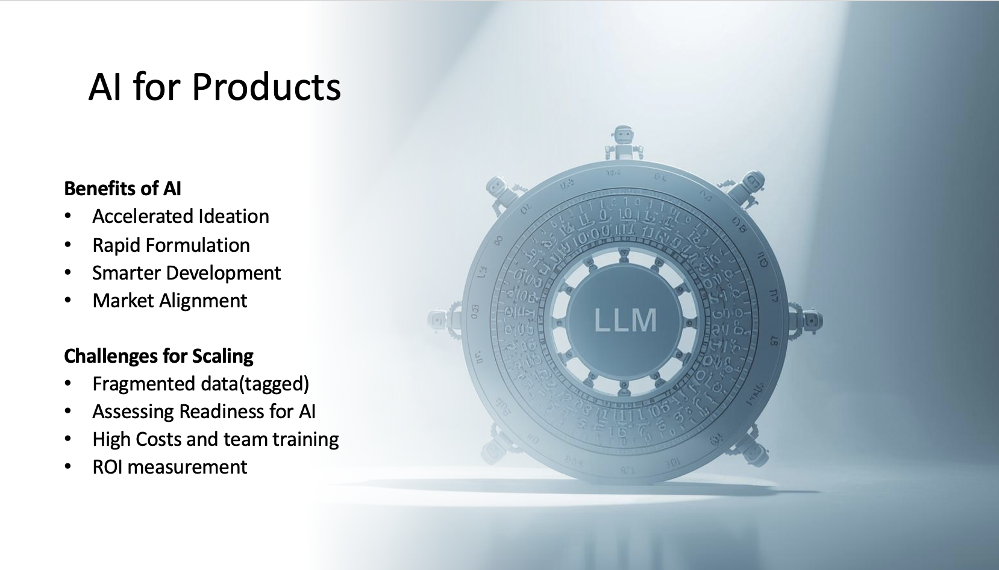 AI for Products
Benefits of AI
• Accelerated Ideation
• Rapid Formulation
• Smarter Development
• Market Alignment
Challenges for Scaling
• Fragmented data(tagged)
• Assessing Readiness for AI
• High Costs and team training
• ROI measurement
LLM